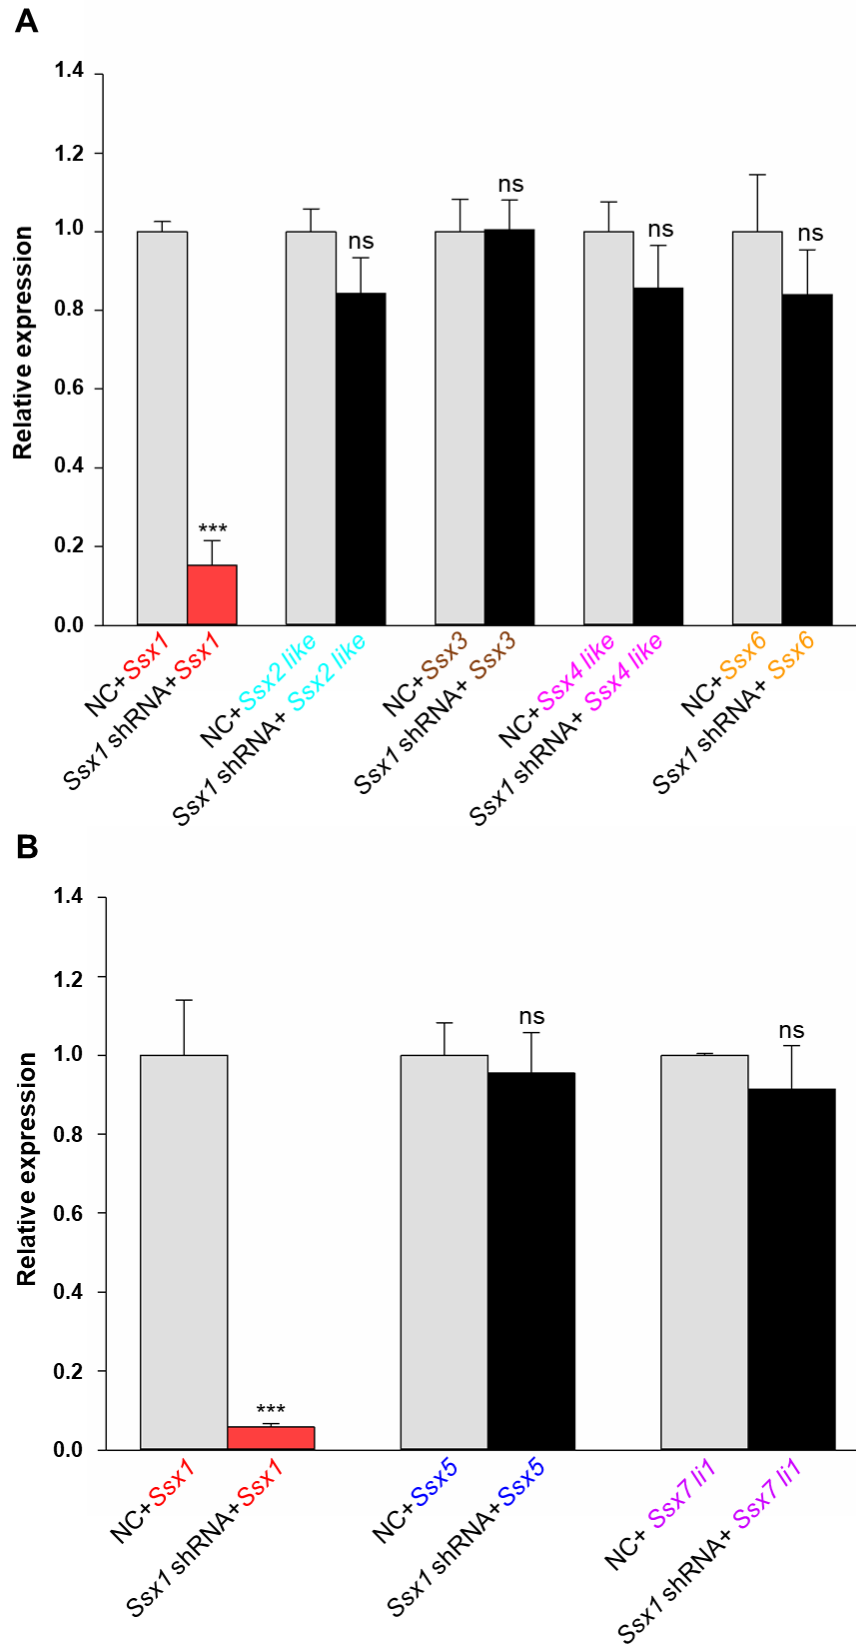 A
1.4
1.2
1.0
0.8
0.6
0.4
0.2
0.0
Relative expression
***
ns
ns
ns
ns
NC+Ssx1
Ssx1 shRNA+Ssx1
NC+Ssx2 like
Ssx1 shRNA+ Ssx2 like
NC+Ssx3
Ssx1 shRNA+ Ssx3
NC+Ssx4 like
Ssx1 shRNA+ Ssx4 like
NC+Ssx6
Ssx1 shRNA+ Ssx6
B
1.4
1.2
1.0
0.8
0.6
0.4
0.2
0.0
Relative expression
***
ns
ns
NC+Ssx1
Ssx1 shRNA+Ssx1
NC+Ssx5
Ssx1 shRNA+Ssx5
NC+ Ssx7 li1
Ssx1 shRNA+ Ssx7 li1